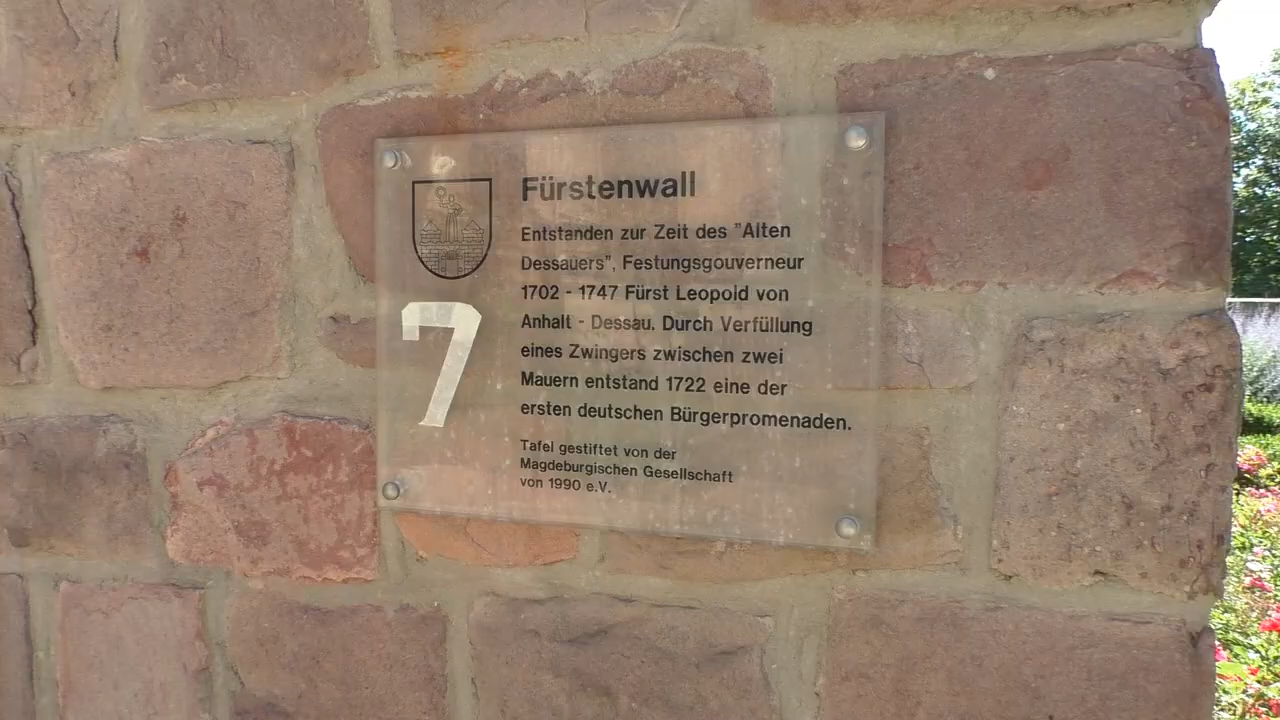 Fürstenwall
Entstanden zur Zeit des "Alten
Dessauers", Festungsgouverneur
1702 - 1747 Fürst Leopold von
Anhalt - Dessau. Durch Verfüllung
eines Zwingers zwischen zwei
Mauern entstand 1722 eine der
ersten deutschen Bürgerpromenaden.
7
Tafel gestiftet von der
Magdeburgischen Gesellschaft
von 1990 e.V.